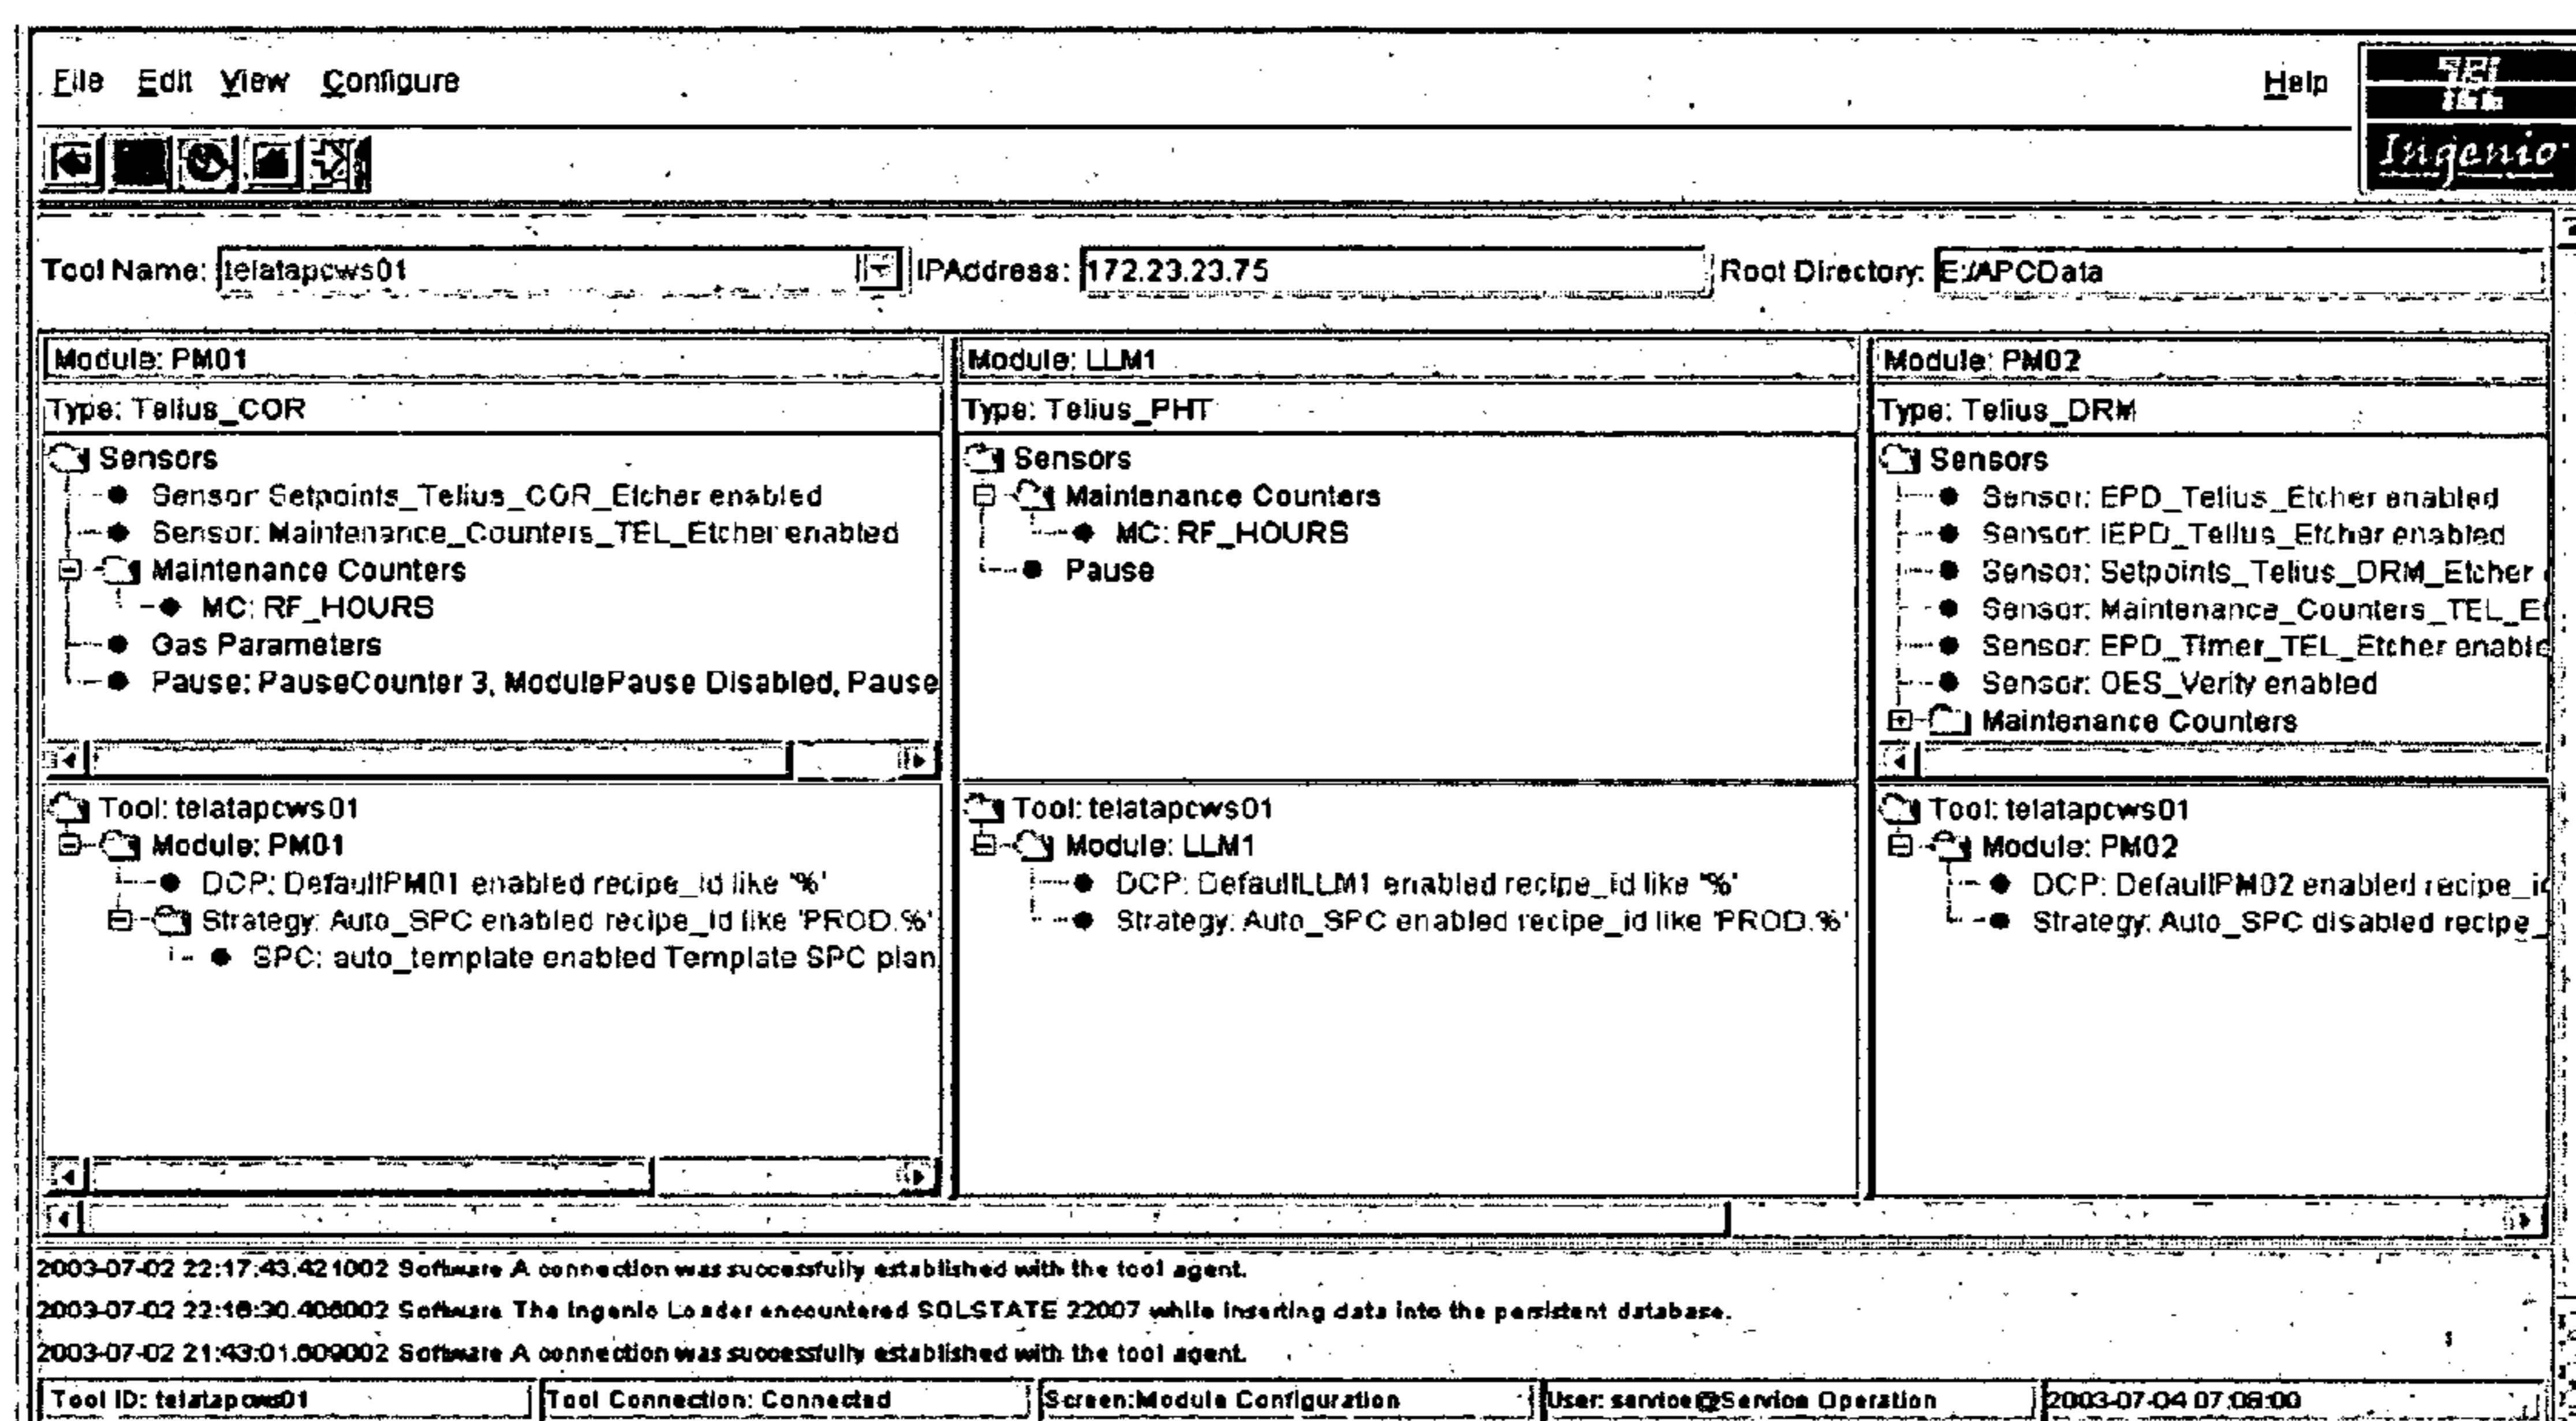 File Edit View Configure Help
TEL
Ingenio
Tool Name: telatapcws01 IPAddress: 172.23.23.75 Root Directory: E:/APCData
Module: PM01
Type: Telius_COR
Sensors
Sensor: Setpoints_Telius_COR_Etcher enabled
Sensor: Maintenance_Counters_TEL_Etcher enabled
Maintenance Counters
MC: RF_HOURS
Gas Parameters
Pause: PauseCounter 3, ModulePause Disabled, Pause
Tool: telatapcws01
Module: PM01
DCP: DefaultPM01 enabled recipe_id like '%'
Strategy: Auto_SPC enabled recipe_id like 'PROD.%'
SPC: auto_template enabled Template SPC plan
Module: LLM1
Type: Telius_PHT
Sensors
Maintenance Counters
MC: RF_HOURS
Pause
Tool: telatapcws01
Module: LLM1
DCP: DefaultLLM1 enabled recipe_id like '%'
Strategy: Auto_SPC enabled recipe_id like 'PROD.%'
Module: PM02
Type: Telius_DRM
Sensors
Sensor: EPD_Telius_Etcher enabled
Sensor: iEPD_Telius_Etcher enabled
Sensor: Setpoints_Telius_DRM_Etcher
Sensor: Maintenance_Counters_TEL_Et
Sensor: EPD_Timer_TEL_Etcher enable
Sensor: OES_Verity enabled
Maintenance Counters
Tool: telatapcws01
Module: PM02
DCP: DefaultPM02 enabled recipe_id
Strategy: Auto_SPC disabled recipe_
2003-07-02 22:17:43.421002 Software A connection was successfully established with the tool agent.
2003-07-02 Software The Ingenio Loader encountered SQLSTATE 22007 while inserting data into the persistent database.
2003-07-02 21:43:01.609002 Software A connection was successfully established with the tool agent.
Tool ID: telatapcws01 Tool Connection: Connected Screen:Module Configuration User: service@Service Operation 2003-07-04